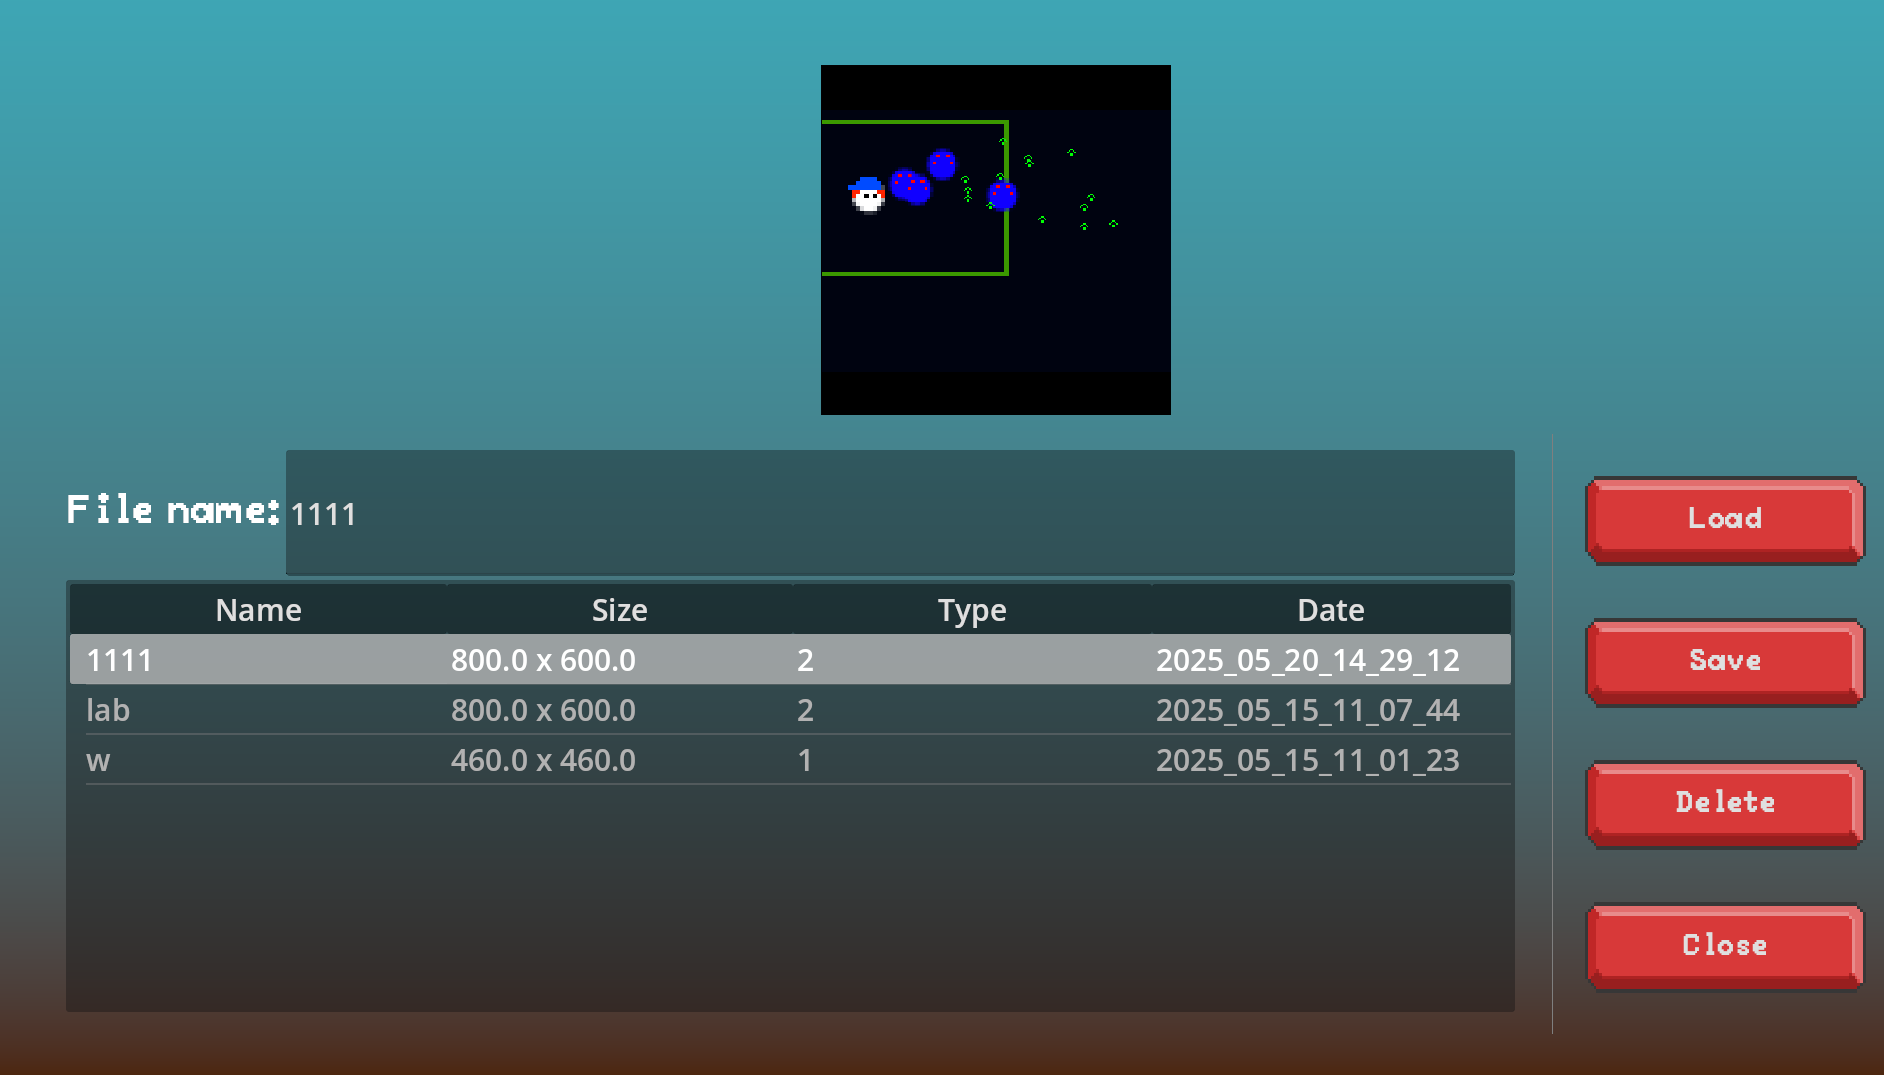 File name: 1111
Name Size Type Date
1111 800.0 x 600.0 2 2025_05_20_14_29_12
lab 800.0 x 600.0 2 2025_05_15_11_07_44
w 460.0 x 460.0 1 2025_05_15_11_01_23
Load
Save
Delete
Close